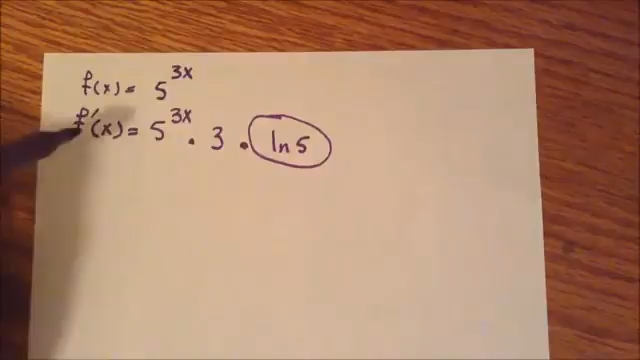 f(x) = 5^{3x}
f'(x) = 5^{3x} . 3 . ln 5